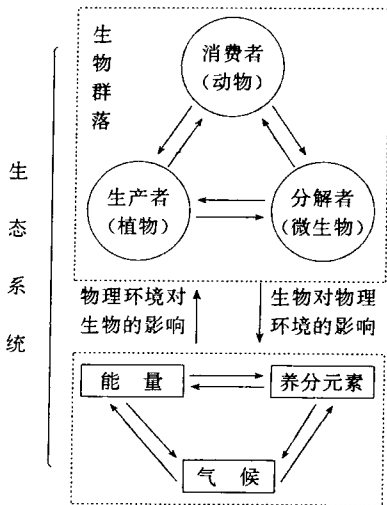 生态系统
生物群落
消费者
（动物）
生产者
（植物）
分解者
（微生物）
物理环境对
生物的影响
生物对物理
环境的影响
能量
养分元素
气候